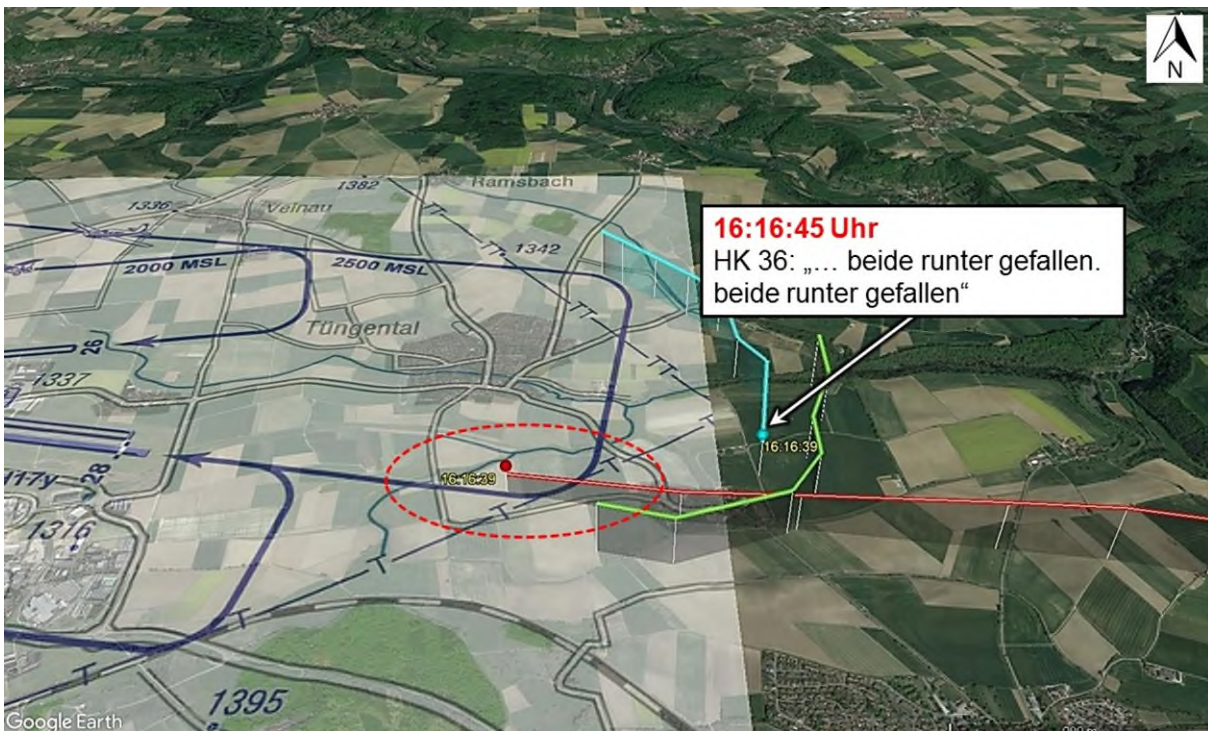 N
Ramsbach
1382
1336
Velnau
1342
2000 MSL
2500 MSL
16:16:45 Uhr
HK 36: „… beide runter gefallen.
beide runter gefallen“
Tüngental
26
1337
16:16:39
16:16:39
117y
28
1316
T
T
T
T
1395
Google Earth